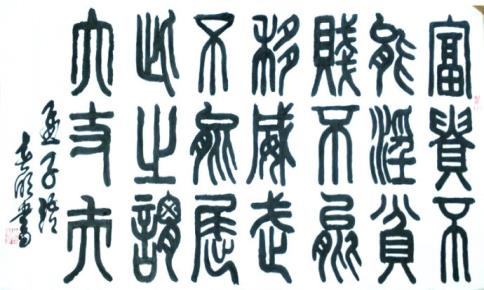 富貴不
能淫貧
賤不能
移威武
不能屈
此之謂
大丈夫
孟子語
書